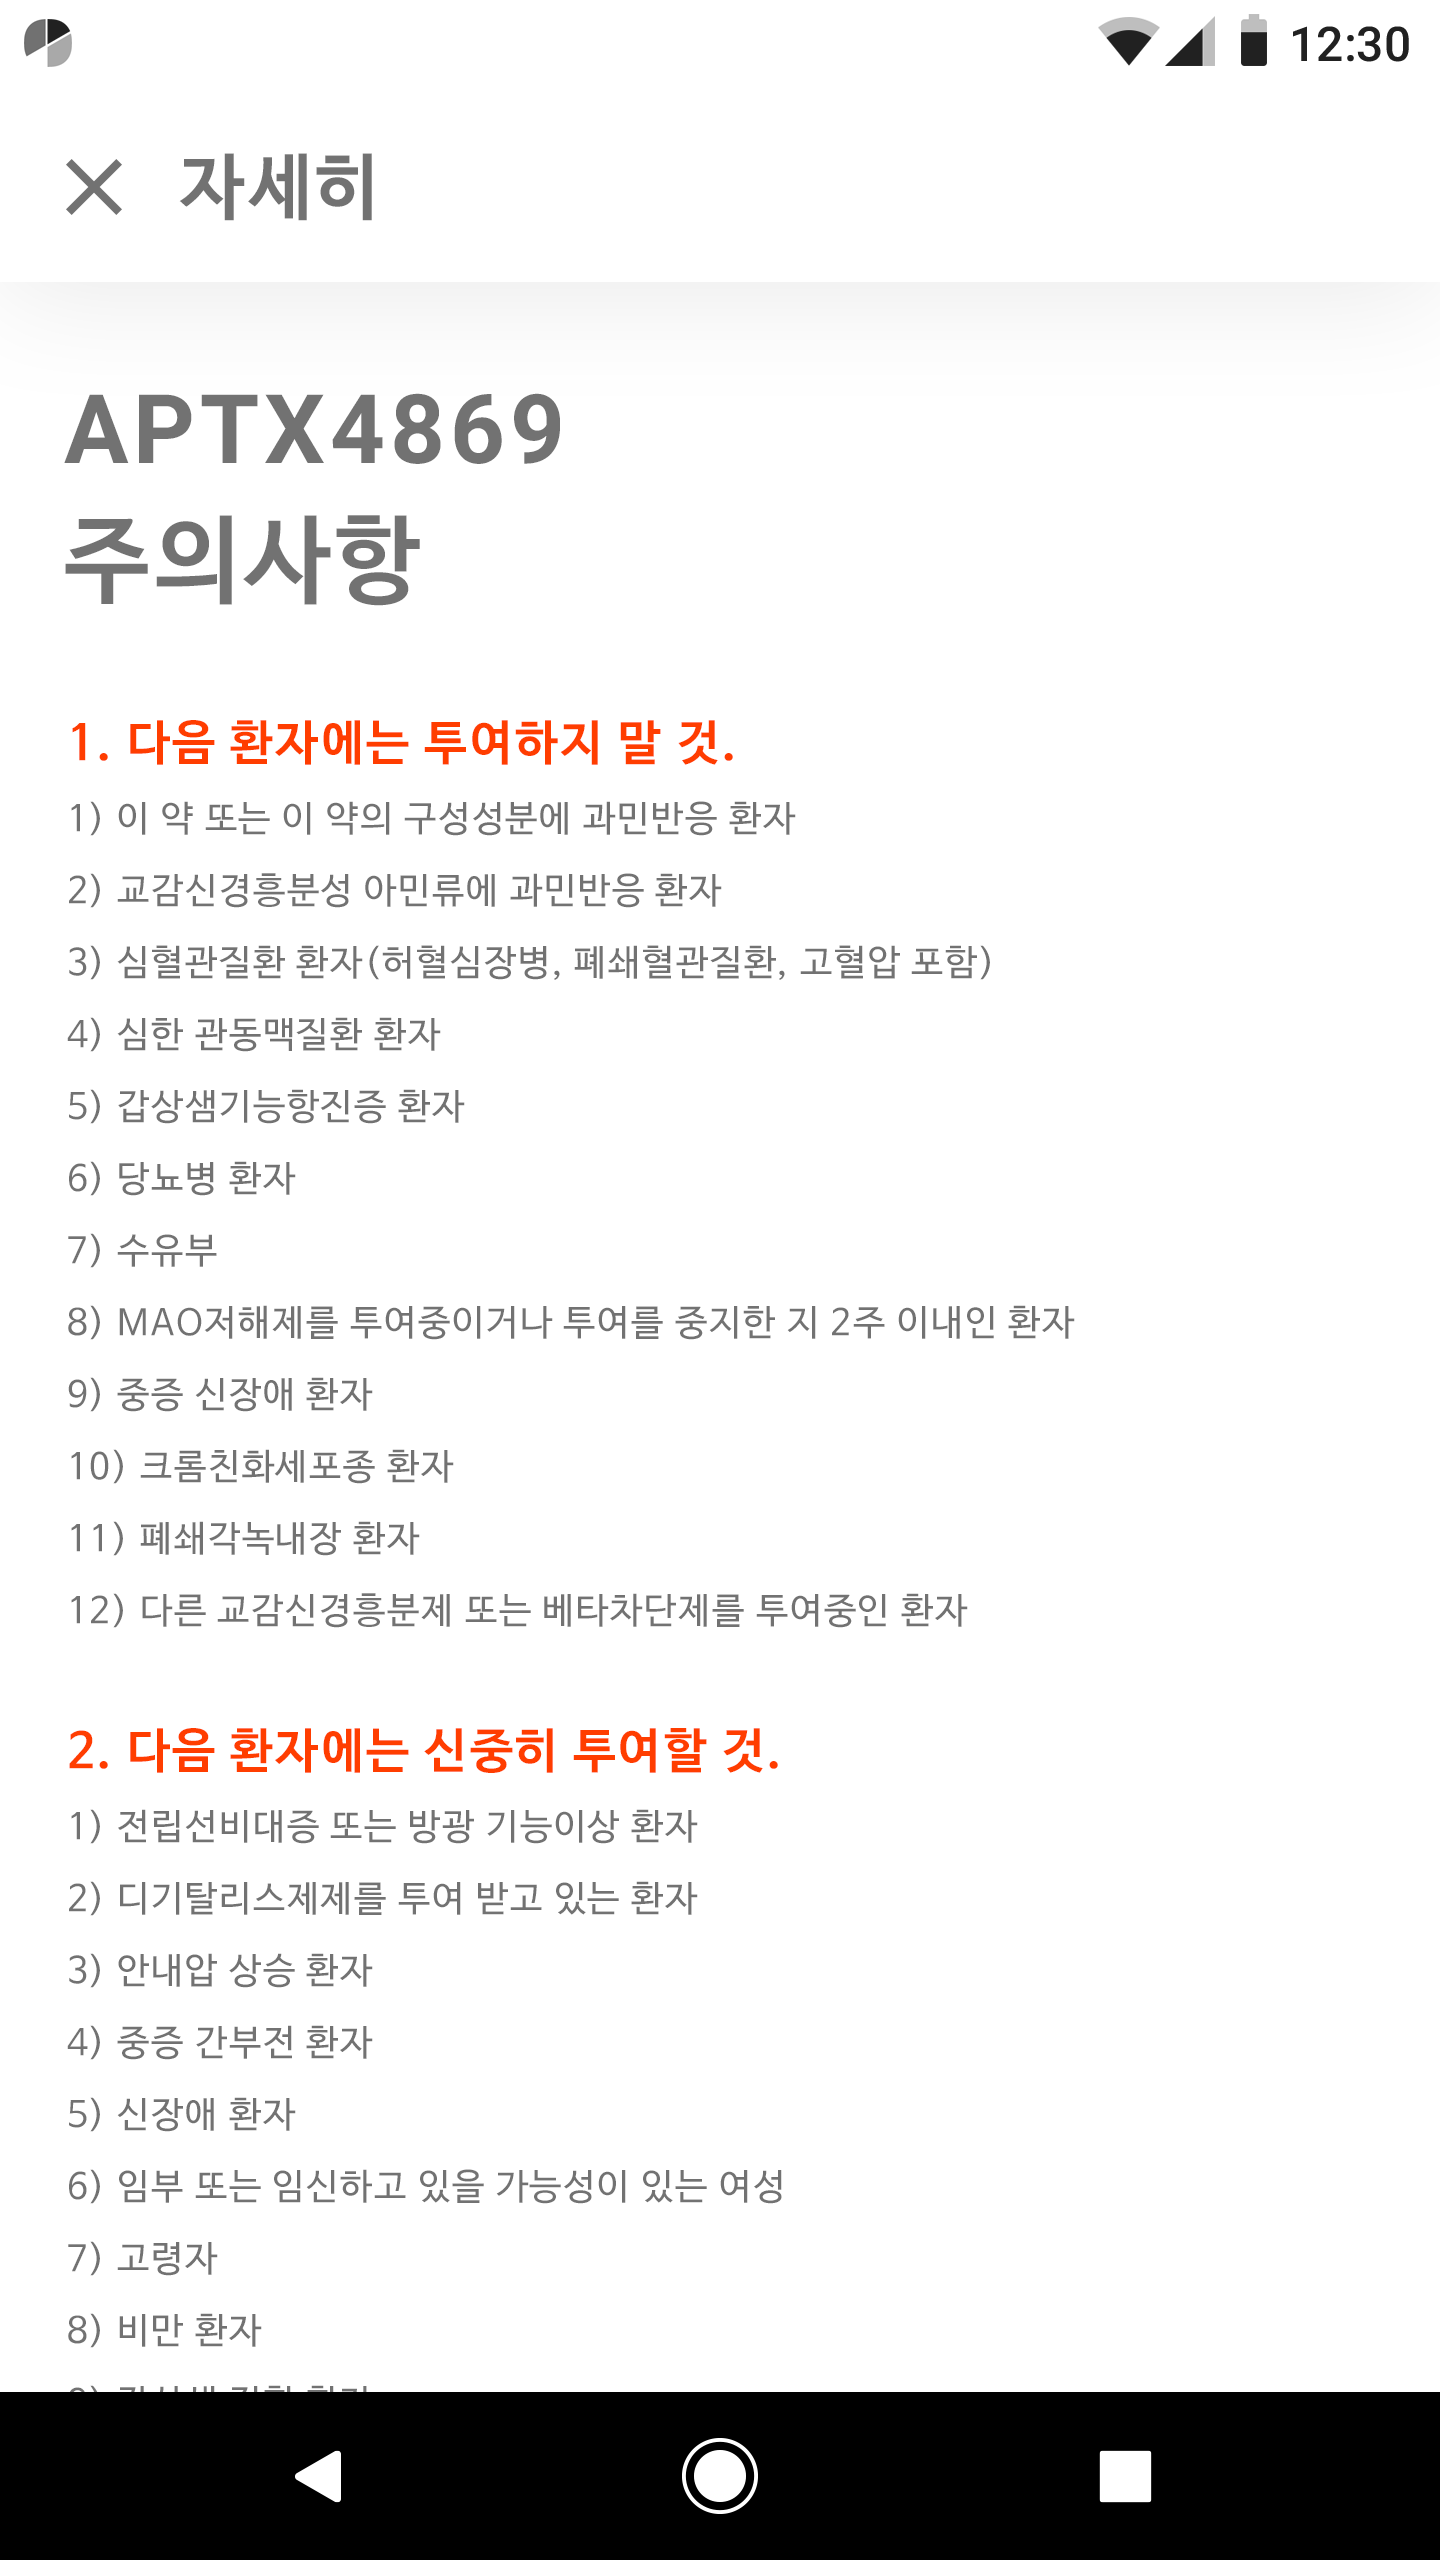 12:30
자세히
APTX4869
주의사항
1. 다음 환자에는 투여하지 말 것.
1) 이 약 또는 이 약의 구성성분에 과민반응 환자
2) 교감신경흥분성 아민류에 과민반응 환자
3) 심혈관질환 환자(허혈심장병, 폐쇄혈관질환, 고혈압 포함)
4) 심한 관동맥질환 환자
5) 갑상샘기능항진증 환자
6) 당뇨병 환자
7) 수유부
8) MAO저해제를 투여중이거나 투여를 중지한 지 2주 이내인 환자
9) 중증 신장애 환자
10) 크롬친화세포종 환자
11) 폐쇄각녹내장 환자
12) 다른 교감신경흥분제 또는 베타차단제를 투여중인 환자
2. 다음 환자에는 신중히 투여할 것.
1) 전립선비대증 또는 방광 기능이상 환자
2) 디기탈리스제제를 투여 받고 있는 환자
3) 안내압 상승 환자
4) 중증 간부전 환자
5) 신장애 환자
6) 임부 또는 임신하고 있을 가능성이 있는 여성
7) 고령자
8) 비만 환자